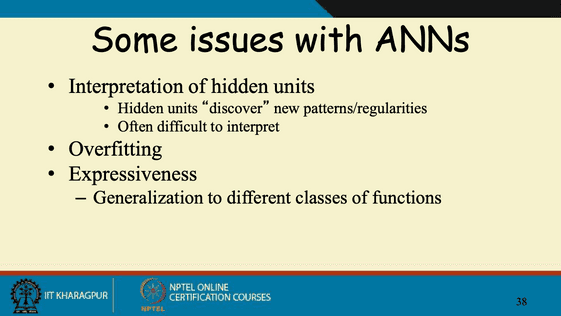 Some issues with ANNs
• Interpretation of hidden units
• Hidden units “discover” new patterns/regularities
• Often difficult to interpret
• Overfitting
• Expressiveness
– Generalization to different classes of functions
IIT KHARAGPUR
NPTEL
NPTEL ONLINE
CERTIFICATION COURSES
38